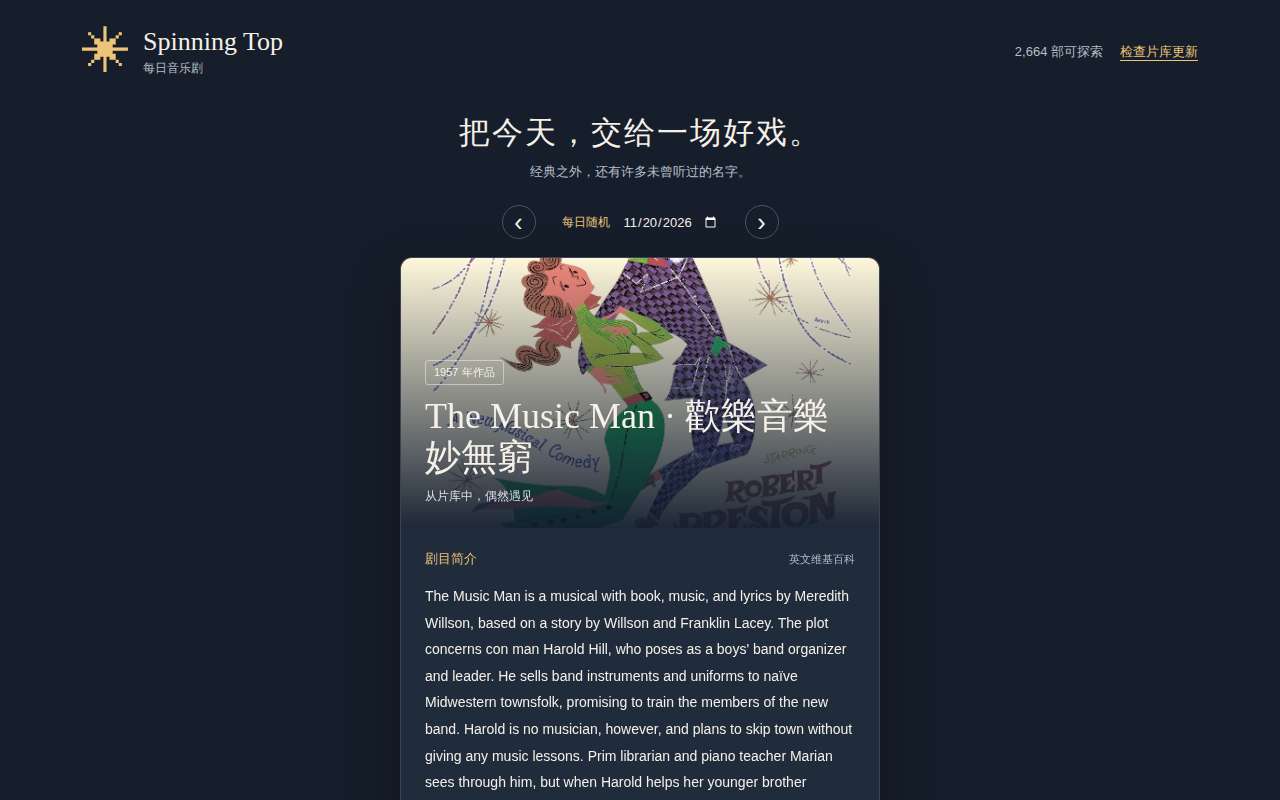 Spinning Top
每日音乐剧
2,664 部可探索
检查片库更新
把今天，交给一场好戏。
经典之外，还有许多未曾听过的名字。
‹
每日随机
11/20/2026
›
1957 年作品
The Music Man · 歡樂音樂
妙無窮
new Musical Comedy
STARRING
ROBERT
PRESTON
从片库中，偶然遇见
剧目简介
英文维基百科
The Music Man is a musical with book, music, and lyrics by Meredith
Willson, based on a story by Willson and Franklin Lacey. The plot
concerns con man Harold Hill, who poses as a boys' band organizer
and leader. He sells band instruments and uniforms to naïve
Midwestern townsfolk, promising to train the members of the new
band. Harold is no musician, however, and plans to skip town without
giving any music lessons. Prim librarian and piano teacher Marian
sees through him, but when Harold helps her younger brother